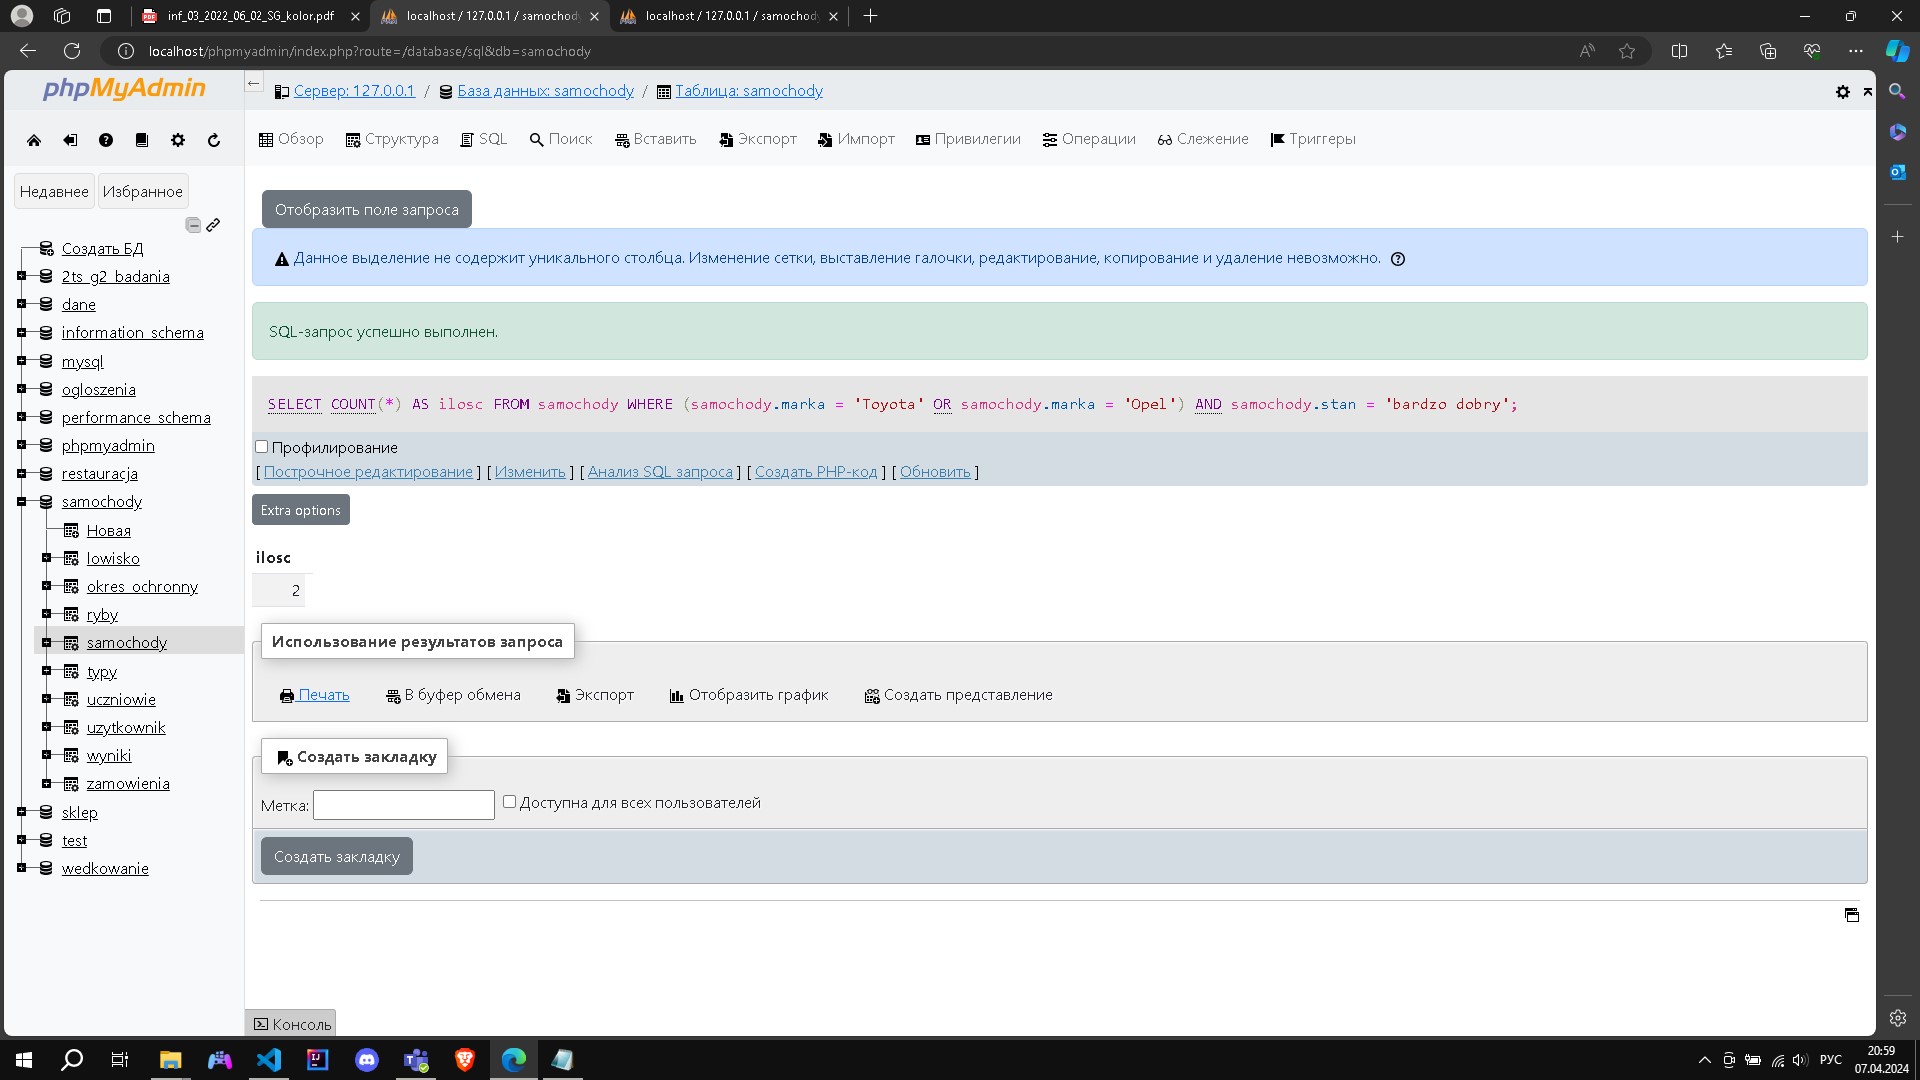 inf_03_2022_06_02_SG_kolor.pdf
localhost / 127.0.0.1 / samochody
localhost / 127.0.0.1 / samochody
localhost/phpmyadmin/index.php?route=/database/sql&db=samochody
phpMyAdmin
Сервер: 127.0.0.1 / База данных: samochody / Таблица: samochody
Обзор Структура SQL Поиск Вставить Экспорт Импорт Привилегии Операции Слежение Триггеры
Недавнее Избранное
Создать БД
2ts_g2_badania
dane
information_schema
mysql
ogloszenia
performance_schema
phpmyadmin
restauracja
samochody
Новая
lowisko
okres_ochronny
ryby
samochody
typy
uczniowie
uzytkownik
wyniki
zamowienia
sklep
test
wedkowanie
Отобразить поле запроса
Данное выделение не содержит уникального столбца. Изменение сетки, выставление галочки, редактирование, копирование и удаление невозможно.
SQL-запрос успешно выполнен.
SELECT COUNT(*) AS ilosc FROM samochody WHERE (samochody.marka = 'Toyota' OR samochody.marka = 'Opel') AND samochody.stan = 'bardzo dobry';
Профилирование
[ Построчное редактирование ] [ Изменить ] [ Анализ SQL запроса ] [ Создать PHP-код ] [ Обновить ]
Extra options
ilosc
2
Использование результатов запроса
Печать В буфер обмена Экспорт Отобразить график Создать представление
Создать закладку
Метка: Доступна для всех пользователей
Создать закладку
Консоль
РУС
20:59
07.04.2024